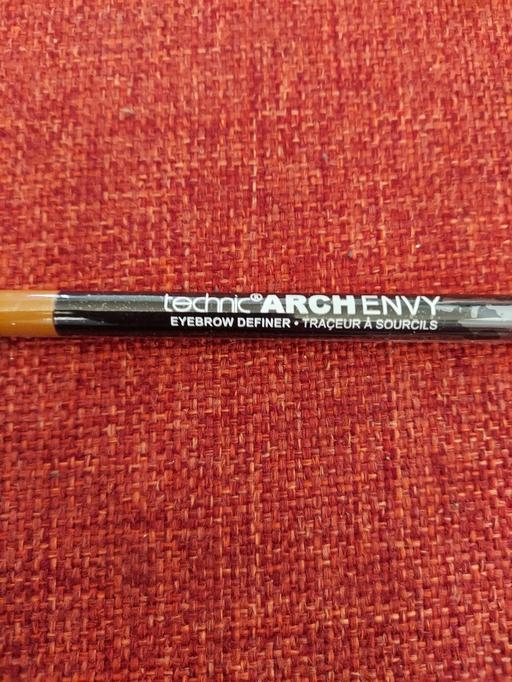 technic® ARCH ENVY
EYEBROW DEFINER • TRAÇEUR À SOURCILS